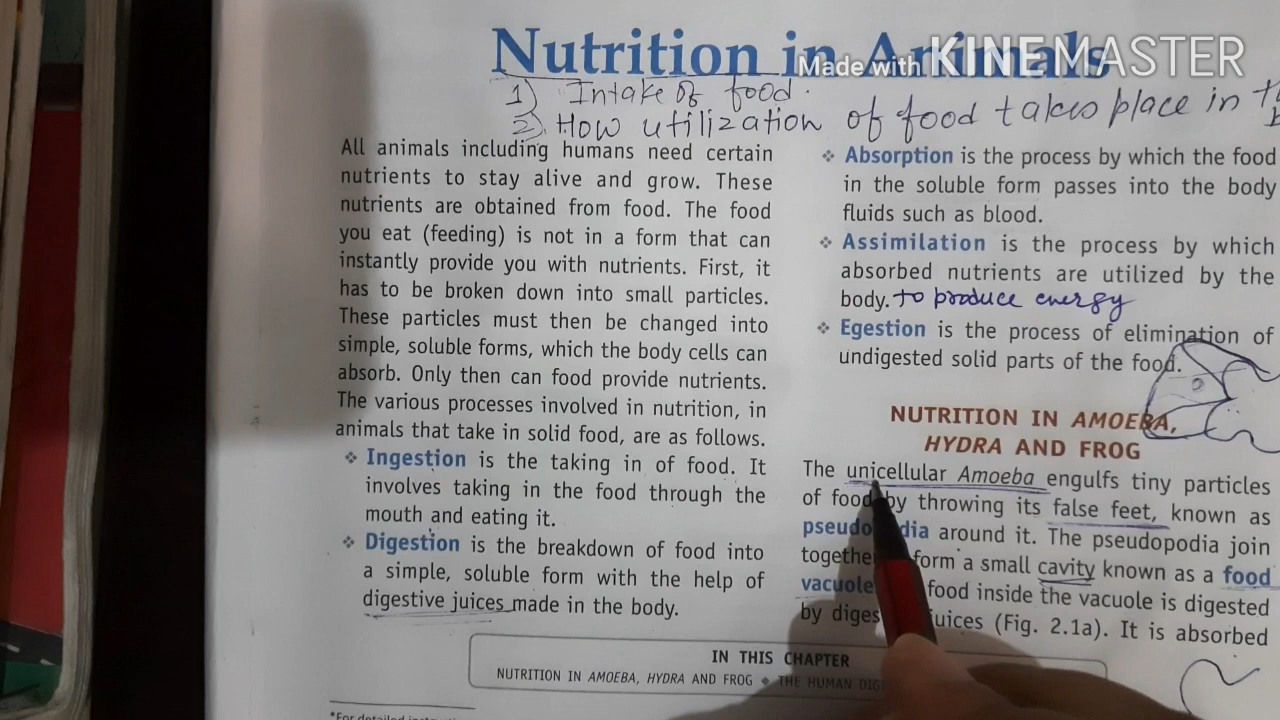 Nutrition in Animals
Made with KINEMASTER
1) Intake of food.
2) How utilization of food takes place in
All animals including humans need certain
nutrients to stay alive and grow. These
nutrients are obtained from food. The food
you eat (feeding) is not in a form that can
instantly provide you with nutrients. First, it
has to be broken down into small particles.
These particles must then be changed into
simple, soluble forms, which the body cells can
absorb. Only then can food provide nutrients.
The various processes involved in nutrition, in
animals that take in solid food, are as follows.
❖ Ingestion is the taking in of food. It
involves taking in the food through the
mouth and eating it.
❖ Digestion is the breakdown of food into
a simple, soluble form with the help of
digestive juices made in the body.
❖ Absorption is the process by which the food
in the soluble form passes into the body
fluids such as blood.
❖ Assimilation is the process by which
absorbed nutrients are utilized by the
body. to produce energy
❖ Egestion is the process of elimination of
undigested solid parts of the food.
NUTRITION IN AMOEBA,
HYDRA AND FROG
The unicellular Amoeba engulfs tiny particles
of food by throwing its false feet, known as
pseudopodia around it. The pseudopodia join
together form a small cavity known as a food
vacuole food inside the vacuole is digested
by juices (Fig. 2.1a). It is absorbed
IN THIS CHAPTER
NUTRITION IN AMOEBA, HYDRA AND FROG ❖ THE HUMAN
*For detailed